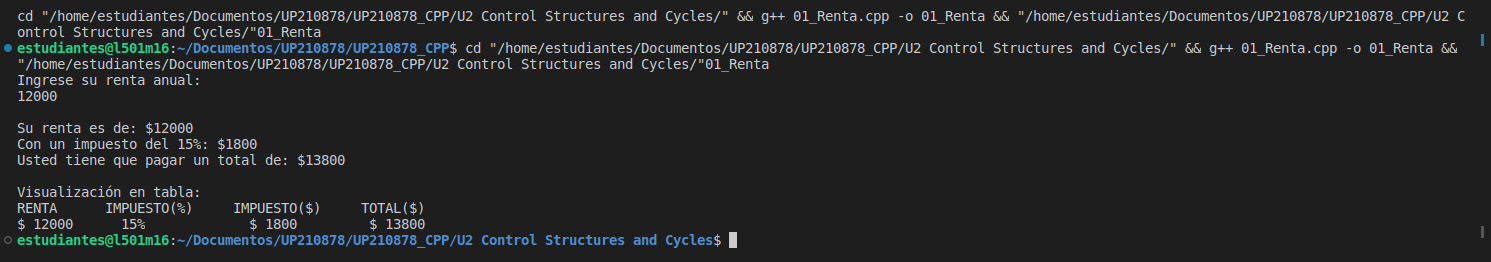 cd "/home/estudiantes/Documentos/UP210878/UP210878_CPP/U2 Control Structures and Cycles/" && g++ 01_Renta.cpp -o 01_Renta && "/home/estudiantes/Documentos/UP210878/UP210878_CPP/U2 C
ontrol Structures and Cycles/"01_Renta
estudiantes@l501m16:~/Documentos/UP210878/UP210878_CPP$ cd "/home/estudiantes/Documentos/UP210878/UP210878_CPP/U2 Control Structures and Cycles/" && g++ 01_Renta.cpp -o 01_Renta &&
"/home/estudiantes/Documentos/UP210878/UP210878_CPP/U2 Control Structures and Cycles/"01_Renta
Ingrese su renta anual:
12000
Su renta es de: $12000
Con un impuesto del 15%: $1800
Usted tiene que pagar un total de: $13800
Visualización en tabla:
RENTA      IMPUESTO(%)     IMPUESTO($)     TOTAL($)
$ 12000      15%             $ 1800         $ 13800
estudiantes@l501m16:~/Documentos/UP210878/UP210878_CPP/U2 Control Structures and Cycles$